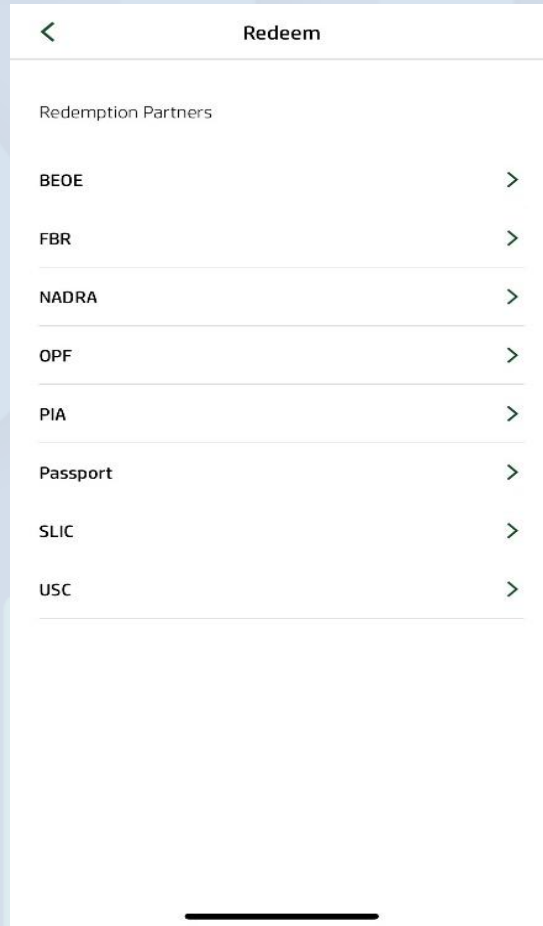 Redeem
Redemption Partners
BEOE
FBR
NADRA
OPF
PIA
Passport
SLIC
USC